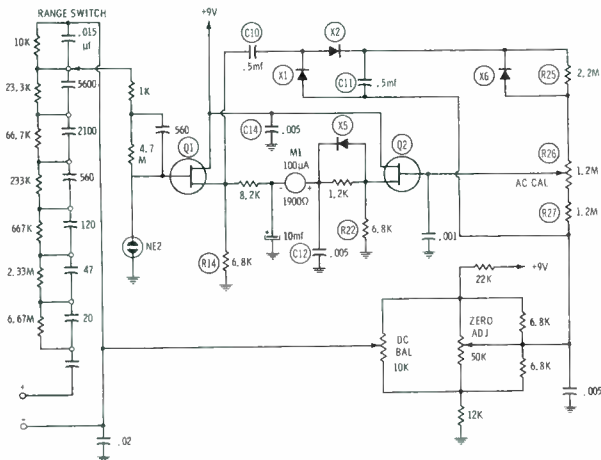 RANGE SWITCH
+9V
10K
.015
μf
C10
X2
.5mf
X1
C11
.5mf
X6
R25
2.2M
23.3K
5600
1K
66.7K
2100
4.7
M
560
Q1
C14
.005
X5
Q2
M1
100μA
1900Ω
R26
1.2M
AC CAL
233K
560
8.2K
1.2K
R27
1.2M
667K
120
NE2
10mf
R22
6.8K
.001
2.33M
47
R14
6.8K
C12
.005
22K
+9V
6.67M
20
DC
BAL
10K
ZERO
ADJ
50K
6.8K
6.8K
+
-
.02
12K
.005